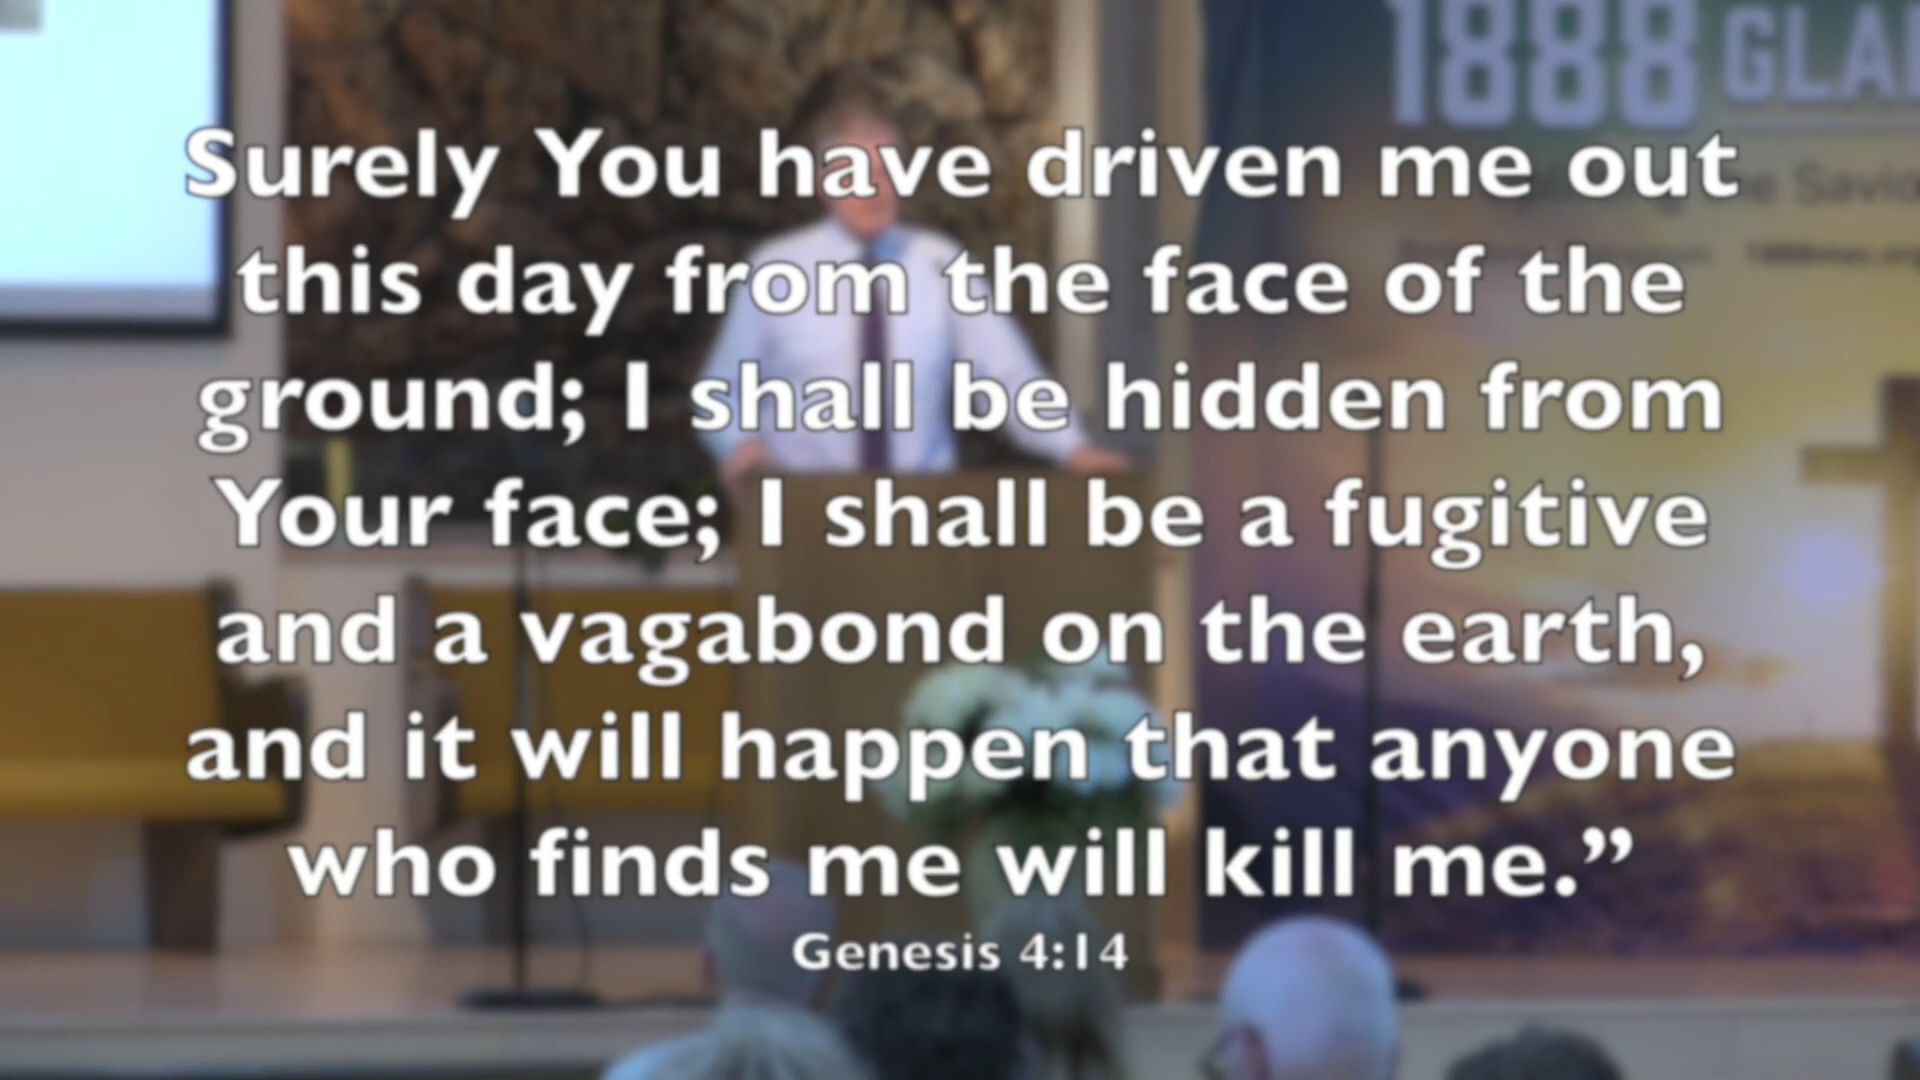 1888 GLA
Surely You have driven me out
e Savio
this day from the face of the
ground; I shall be hidden from
Your face; I shall be a fugitive
and a vagabond on the earth,
and it will happen that anyone
who finds me will kill me.”
Genesis 4:14